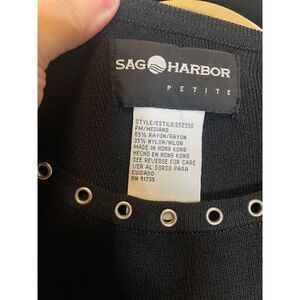 SAG HARBOR
PETITE
STYLE/ESTILO:S5Z330
PM/MEDIANO
65% RAYON/RAYON
35% NYLON/NILON
MADE IN HONG KONG
HECHO EN HONG KONG
SEE REVERSE FOR CARE
VER AL DORSO PARA
CUIDADO
RN 51735